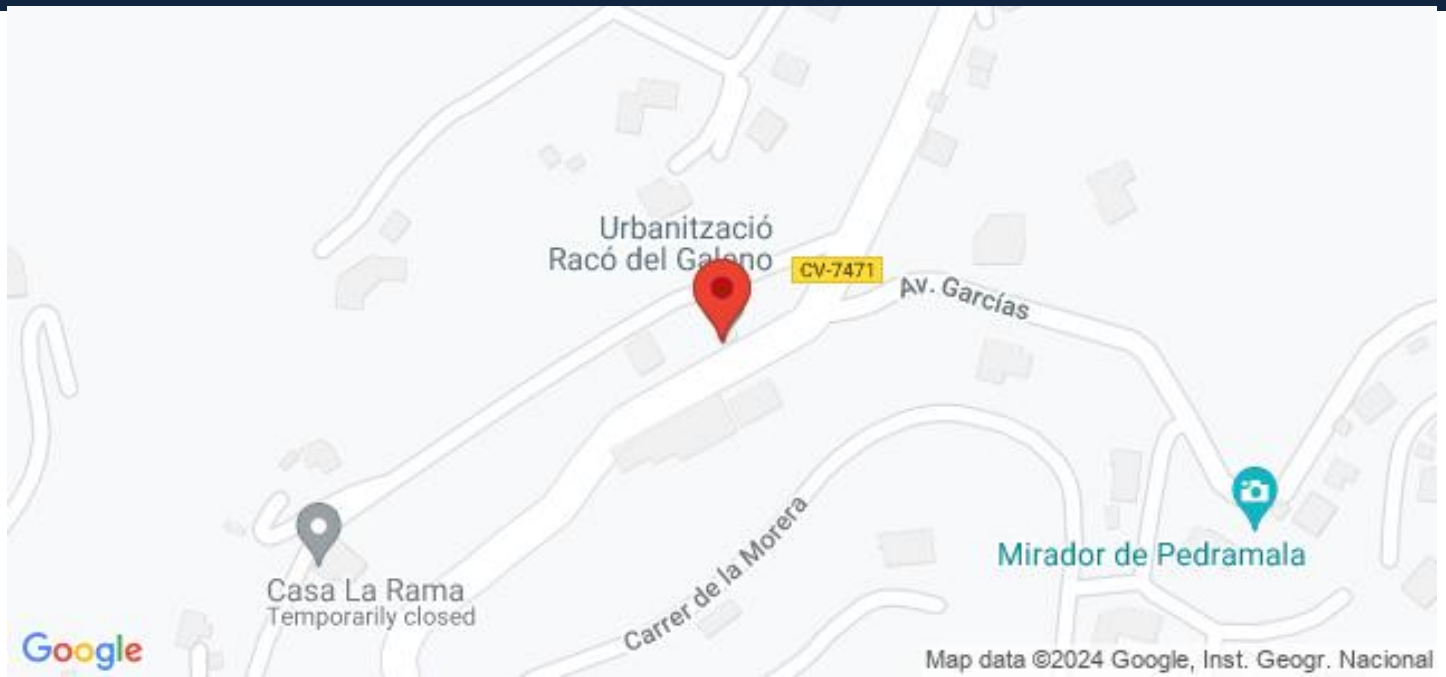 Urbanització
Racó del Galeno
CV-7471
Av. Garcías
Carrer de la Morera
Mirador de Pedramala
Casa La Rama
Temporarily closed
Google
Map data ©2024 Google, Inst. Geogr. Nacional